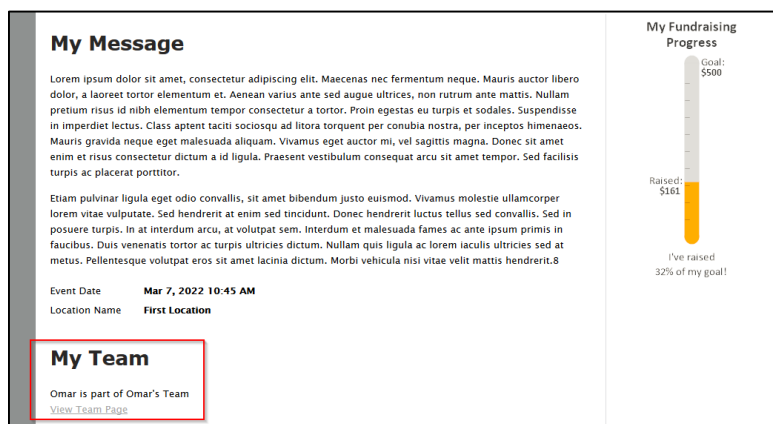 My Message
Lorem ipsum dolor sit amet, consectetur adipiscing elit. Maecenas nec fermentum neque. Mauris auctor libero
dolor, a laoreet tortor elementum et. Aenean varius ante sed augue ultrices, non rutrum ante mattis. Nullam
pretium risus id nibh elementum tempor consectetur a tortor. Proin egestas eu turpis et sodales. Suspendisse
in imperdiet lectus. Class aptent taciti sociosqu ad litora torquent per conubia nostra, per inceptos himenaeos.
Mauris gravida neque eget malesuada aliquam. Vivamus eget auctor mi, vel sagittis magna. Donec sit amet
enim et risus consectetur dictum a id ligula. Praesent vestibulum consequat arcu sit amet tempor. Sed facilisis
turpis ac placerat porttitor.
Etiam pulvinar ligula eget odio convallis, sit amet bibendum justo euismod. Vivamus molestie ullamcorper
lorem vitae vulputate. Sed hendrerit at enim sed tincidunt. Donec hendrerit luctus tellus sed convallis. Sed in
posuere turpis. In at interdum arcu, at volutpat sem. Interdum et malesuada fames ac ante ipsum primis in
faucibus. Duis venenatis tortor ac turpis ultricies dictum. Nullam quis ligula ac lorem iaculis ultricies sed at
metus. Pellentesque volutpat eros sit amet lacinia dictum. Morbi vehicula nisi vitae velit mattis hendrerit.8
Event Date Mar 7, 2022 10:45 AM
Location Name First Location
My Team
Omar is part of Omar's Team
View Team Page
My Fundraising
Progress
Goal:
$500
Raised:
$161
I've raised
32% of my goal!